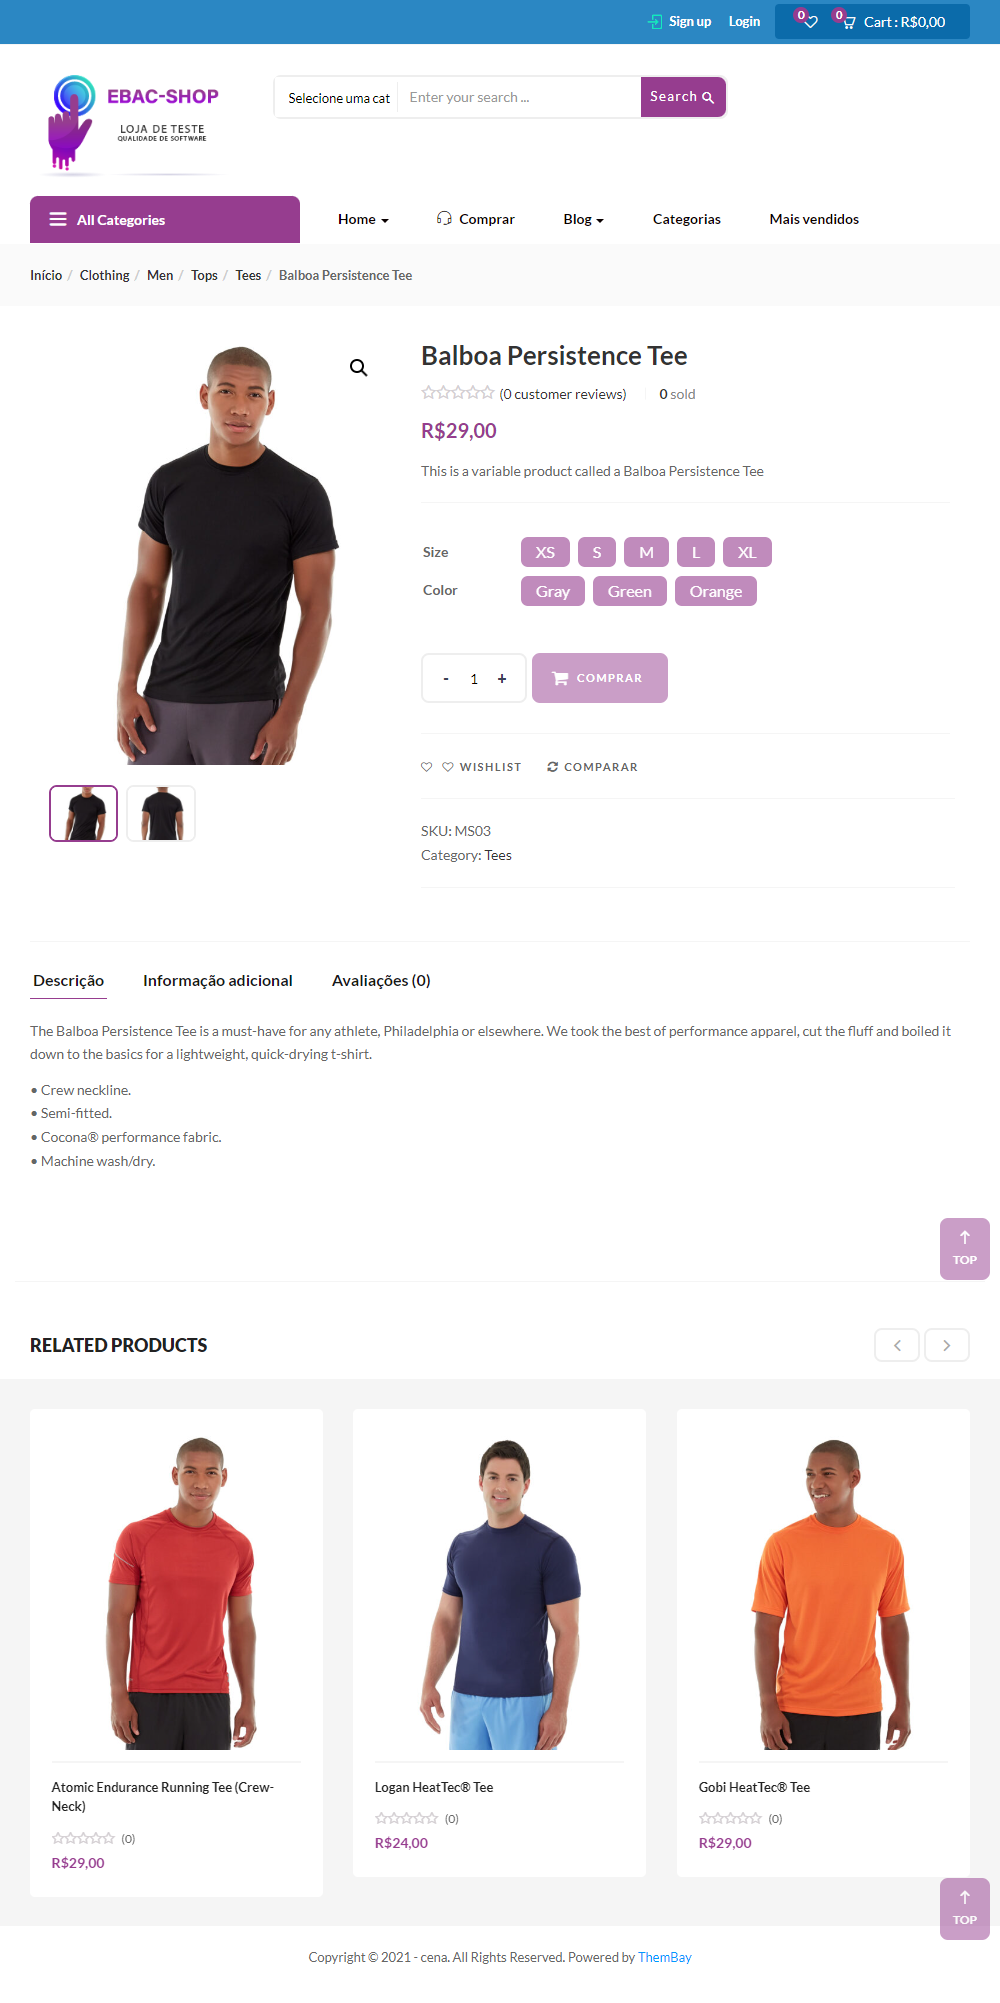 Sign up Login 0 0 Cart : R$0,00
EBAC-SHOP
LOJA DE TESTE
QUALIDADE DE SOFTWARE
Selecione uma cat Enter your search ... Search
All Categories Home Comprar Blog Categorias Mais vendidos
Início / Clothing / Men / Tops / Tees / Balboa Persistence Tee
Balboa Persistence Tee
(0 customer reviews) 0 sold
R$29,00
This is a variable product called a Balboa Persistence Tee
Size XS S M L XL
Color Gray Green Orange
- 1 + COMPRAR
WISHLIST COMPARAR
SKU: MS03
Category: Tees
Descrição Informação adicional Avaliações (0)
The Balboa Persistence Tee is a must-have for any athlete, Philadelphia or elsewhere. We took the best of performance apparel, cut the fluff and boiled it
down to the basics for a lightweight, quick-drying t-shirt.
• Crew neckline.
• Semi-fitted.
• Cocona® performance fabric.
• Machine wash/dry.
TOP
RELATED PRODUCTS
Atomic Endurance Running Tee (Crew-
Neck)
(0)
R$29,00
Logan HeatTec® Tee
(0)
R$24,00
Gobi HeatTec® Tee
(0)
R$29,00
TOP
Copyright © 2021 - cena. All Rights Reserved. Powered by ThemBay